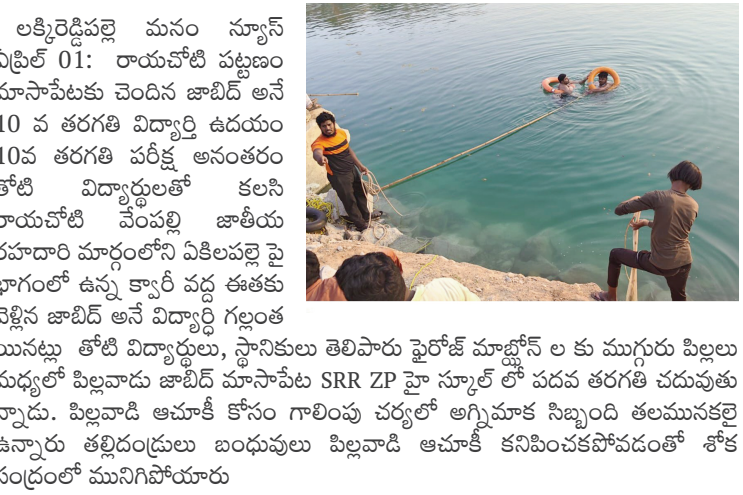 లక్కిరెడ్డిపల్లె మనం న్యూస్
ఏప్రిల్ 01: రాయచోటి పట్టణం
మాసాపేటకు చెందిన జాబిద్ అనే
10 వ తరగతి విద్యార్తి ఉదయం
10వ తరగతి పరీక్ష అనంతరం
తోటి విద్యార్థులతో కలసి
రాయచోటి వేంపల్లి జాతీయ
రహదారి మార్గంలోని ఏకిలపల్లె పై
భాగంలో ఉన్న క్వారీ వద్ద ఈతకు
వెళ్లిన జాబిద్ అనే విద్యార్ధి గల్లంత
యినట్లు తోటి విద్యార్థులు, స్థానికులు తెలిపారు ఫైరోజ్ మాబ్జోన్ ల కు ముగ్గురు పిల్లలు
మధ్యలో పిల్లవాడు జాబిద్ మాసాపేట SRR ZP హై స్కూల్ లో పదవ తరగతి చదువుతు
న్నాడు. పిల్లవాడి ఆచూకీ కోసం గాలింపు చర్యలో అగ్నిమాక సిబ్బంది తలమునకలై
ఉన్నారు తల్లిదండ్రులు బంధువులు పిల్లవాడి ఆచూకీ కనిపించకపోవడంతో శోక
సంద్రంలో మునిగిపోయారు